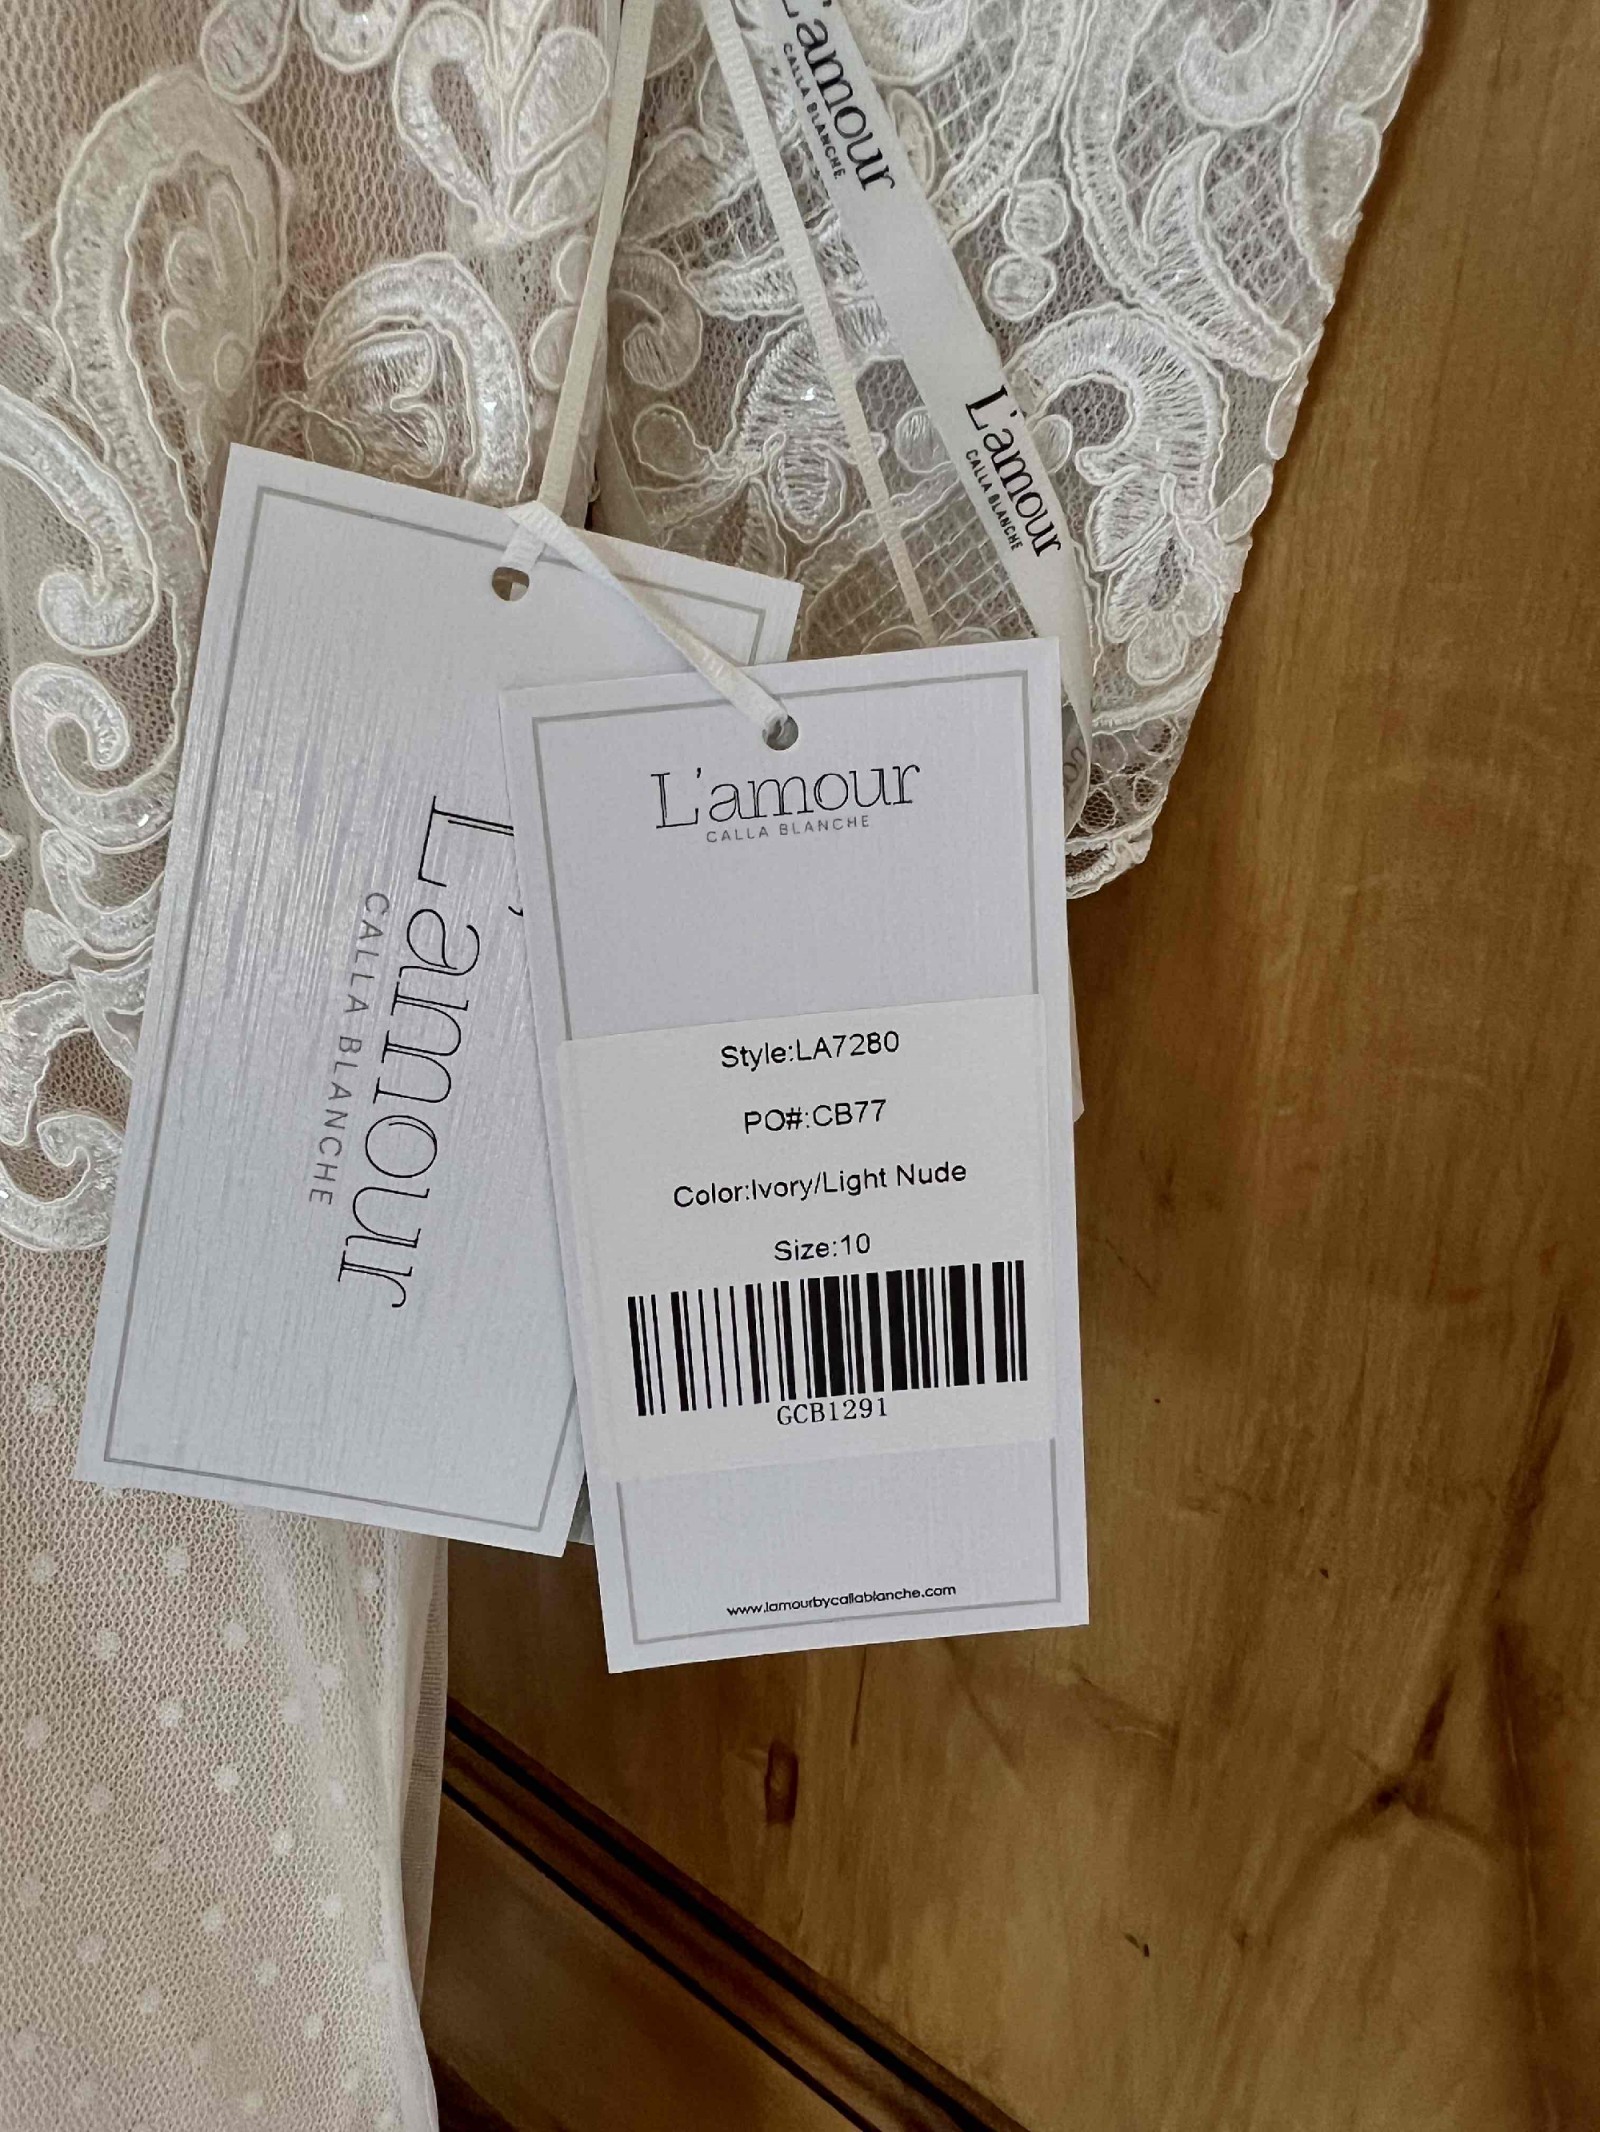 L'amour
CALLA BLANCHE
L'amour
CALLA BLANCHE
L'amour
CALLA BLANCHE
L'amour
CALLA BLANCHE
Style:LA7280
PO#:CB77
Color:Ivory/Light Nude
Size:10
GCB1291
www.lamourbycallablanche.com